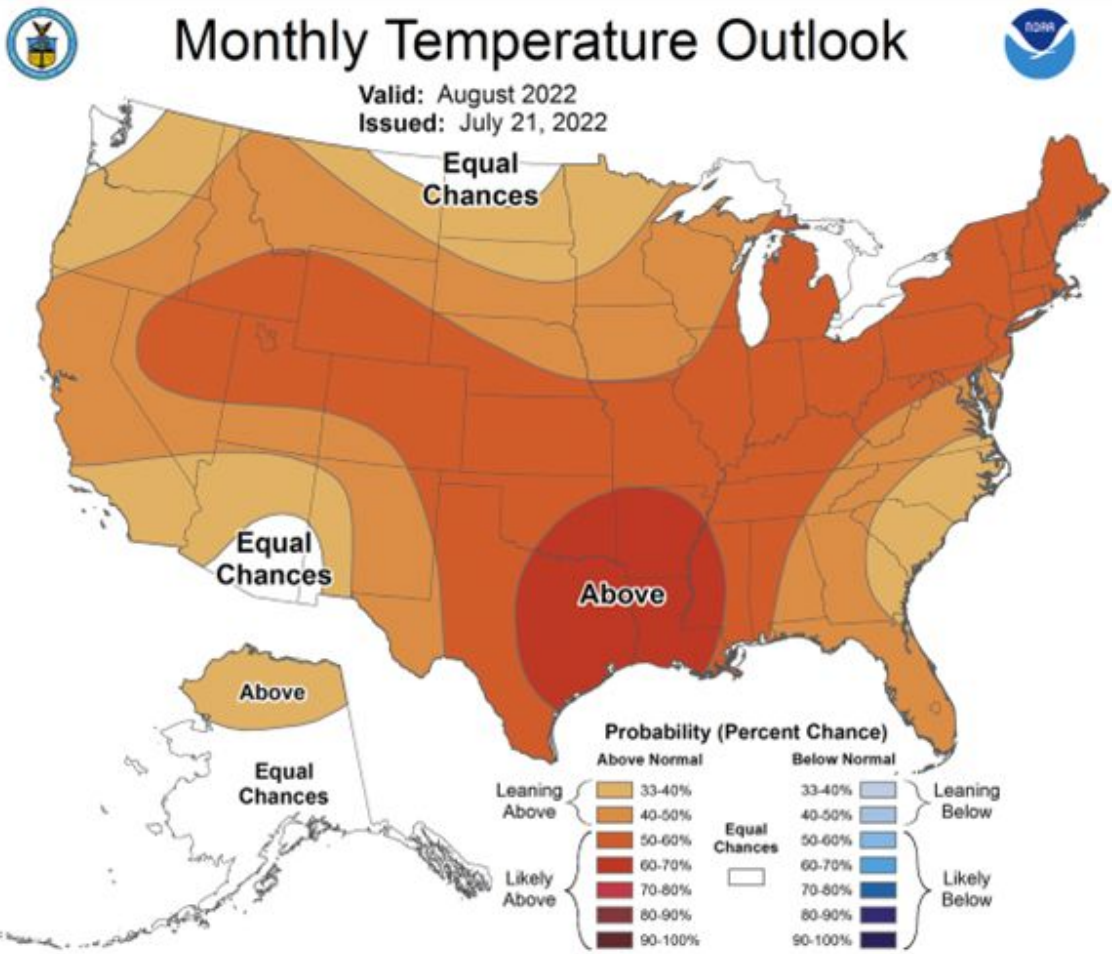 Monthly Temperature Outlook
NOAA
Valid: August 2022
Issued: July 21, 2022
Equal
Chances
Equal
Chances
Above
Above
Equal
Chances
Probability (Percent Chance)
Above Normal
Below Normal
Leaning
Above
33-40%
40-50%
Likely
Above
50-60%
60-70%
70-80%
80-90%
90-100%
Equal
Chances
33-40%
40-50%
Leaning
Below
50-60%
60-70%
70-80%
80-90%
90-100%
Likely
Below